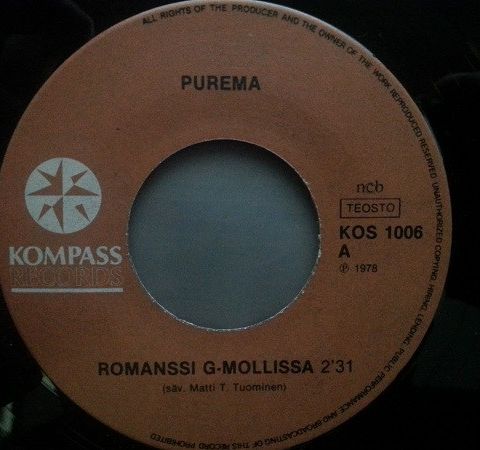 ALL RIGHTS OF THE PRODUCER AND THE OWNER OF THE WORK REPRODUCED RESERVED UNAUTHORIZED COPYING, HIRING, LENDING, PUBLIC PERFORMANCE AND BROADCASTING OF THIS RECORD PROHIBITED
PUREMA
ncb
TEOSTO
KOS 1006
A
℗ 1978
KOMPASS
RECORDS
ROMANSSI G-MOLLISSA 2'31
(säv. Matti T. Tuominen)